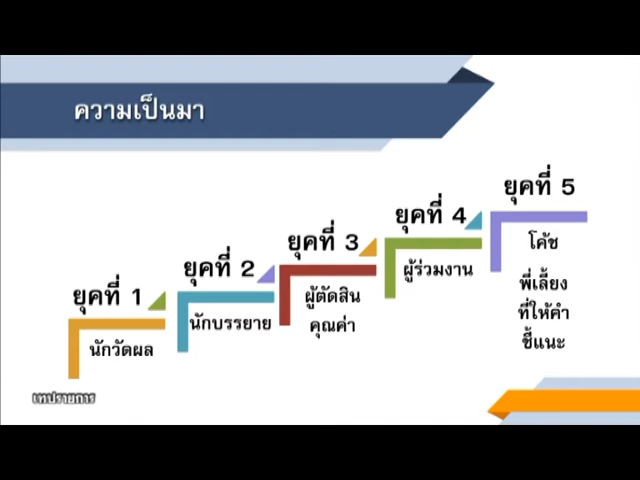 ความเป็นมา
ยุคที่ 1
นักวัดผล
ยุคที่ 2
นักบรรยาย
ยุคที่ 3
ผู้ตัดสิน
คุณค่า
ยุคที่ 4
ผู้ร่วมงาน
ยุคที่ 5
โค้ช
พี่เลี้ยง
ที่ให้คำ
ชี้แนะ
เทปรายการ